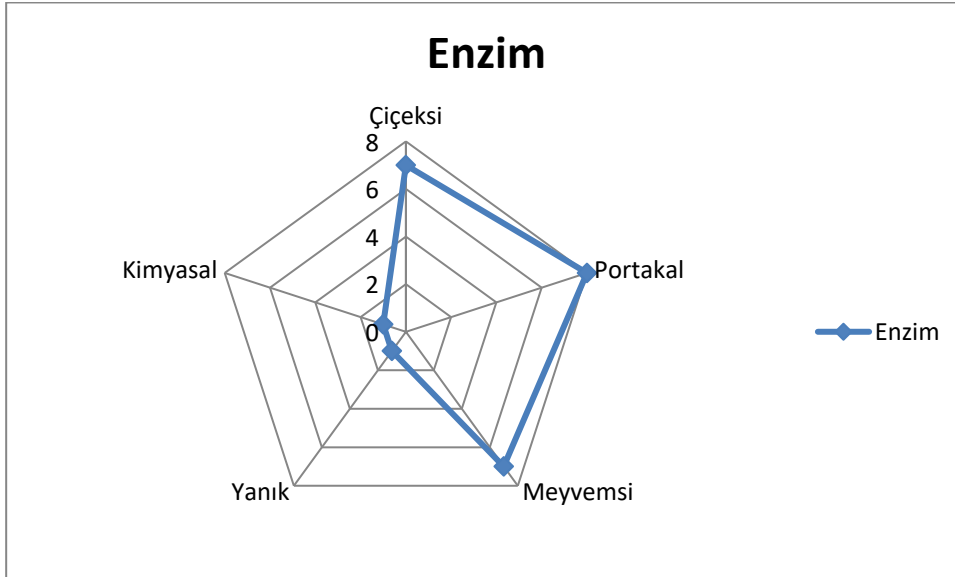 Enzim
Çiçeksi
8
6
4
2
0
Portakal
Kimyasal
Enzim
Yanık
Meyvemsi